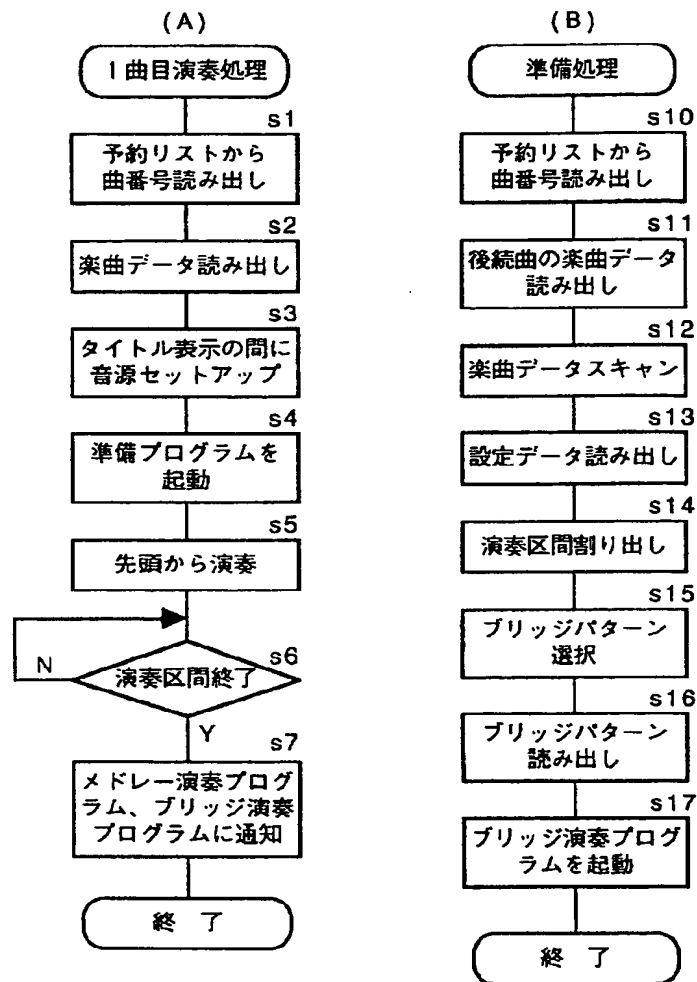 (A)
1曲目演奏処理
s1
予約リストから
曲番号読み出し
s2
楽曲データ読み出し
s3
タイトル表示の間に
音源セットアップ
s4
準備プログラムを
起動
s5
先頭から演奏
s6
演奏区間終了
N
Y
s7
メドレー演奏プログ
ラム、ブリッジ演奏
プログラムに通知
終了
(B)
準備処理
s10
予約リストから
曲番号読み出し
s11
後続曲の楽曲データ
読み出し
s12
楽曲データスキャン
s13
設定データ読み出し
s14
演奏区間割り出し
s15
ブリッジパターン
選択
s16
ブリッジパターン
読み出し
s17
ブリッジ演奏プログ
ラムを起動
終了